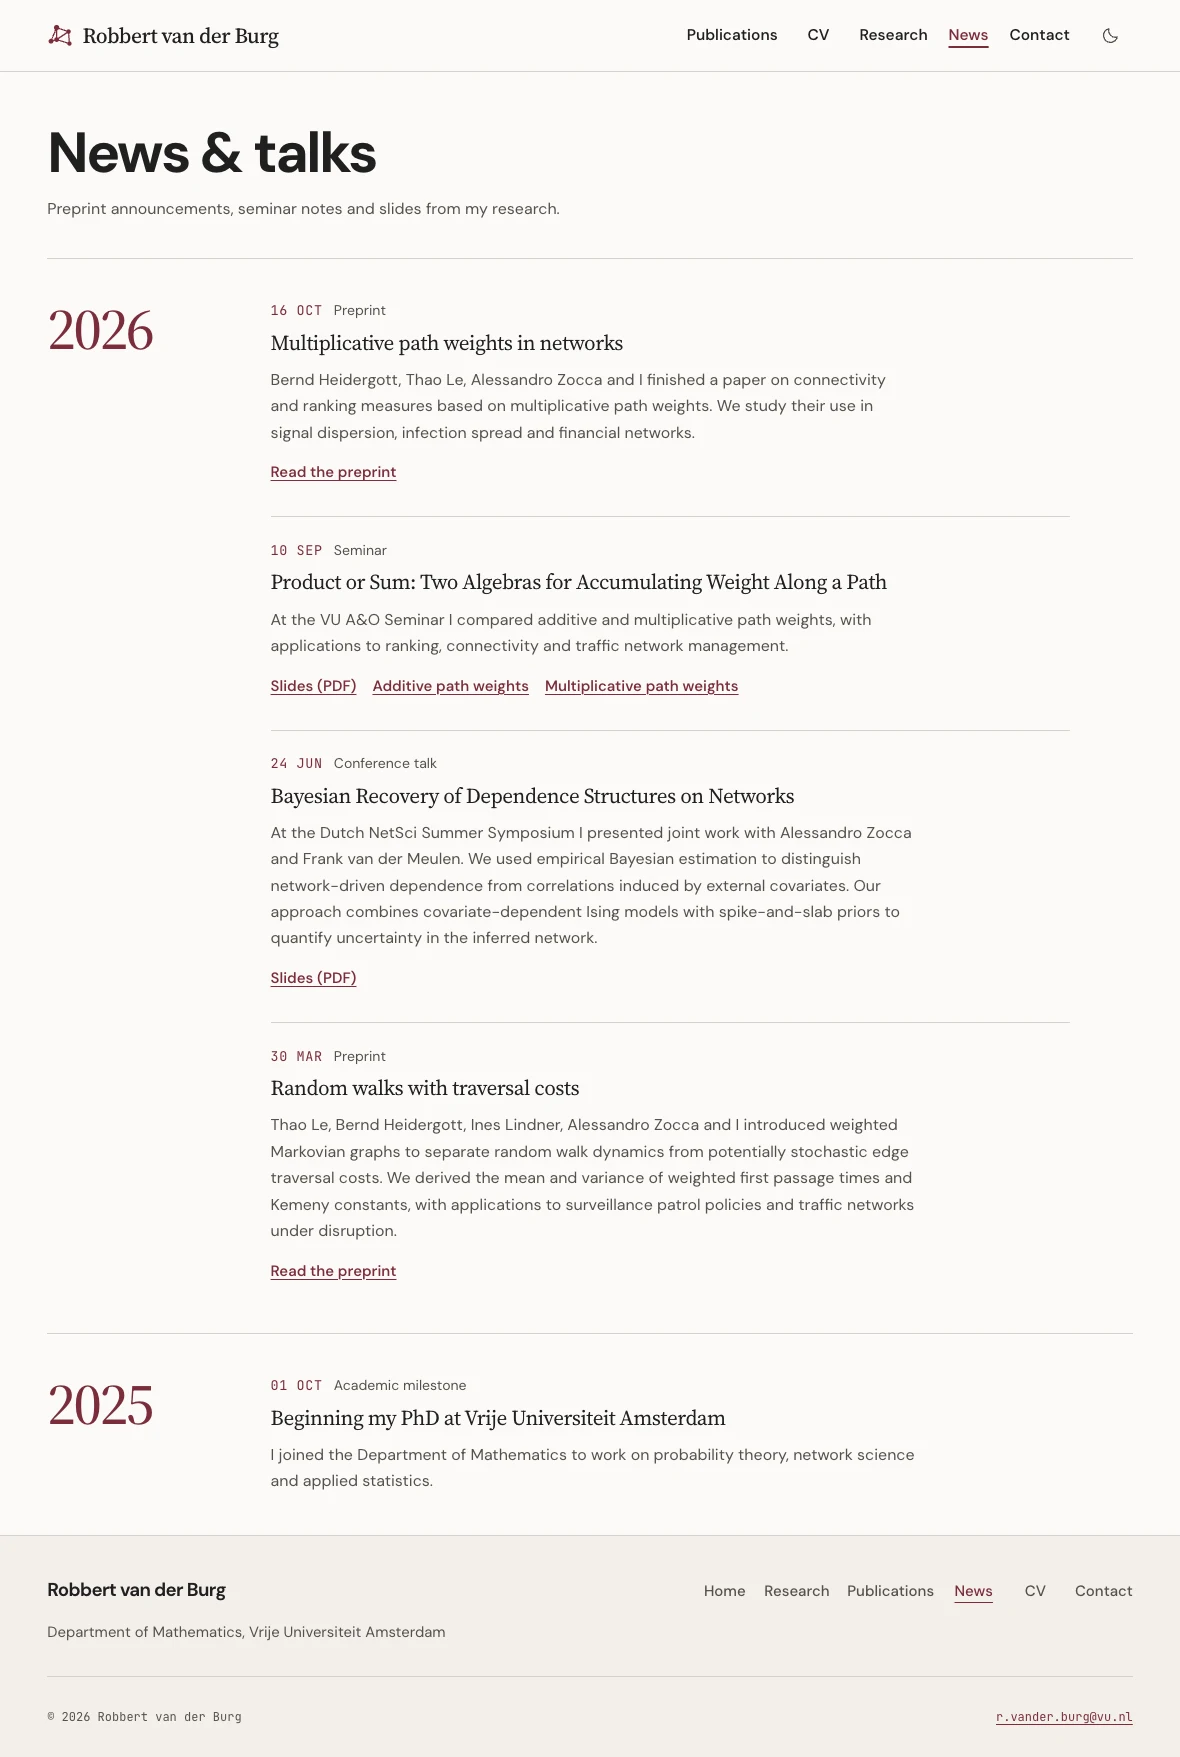 Robbert van der Burg
Publications CV Research News Contact
News & talks
Preprint announcements, seminar notes and slides from my research.
2026
16 OCT Preprint
Multiplicative path weights in networks
Bernd Heidergott, Thao Le, Alessandro Zocca and I finished a paper on connectivity
and ranking measures based on multiplicative path weights. We study their use in
signal dispersion, infection spread and financial networks.
Read the preprint
10 SEP Seminar
Product or Sum: Two Algebras for Accumulating Weight Along a Path
At the VU A&O Seminar I compared additive and multiplicative path weights, with
applications to ranking, connectivity and traffic network management.
Slides (PDF) Additive path weights Multiplicative path weights
24 JUN Conference talk
Bayesian Recovery of Dependence Structures on Networks
At the Dutch NetSci Summer Symposium I presented joint work with Alessandro Zocca
and Frank van der Meulen. We used empirical Bayesian estimation to distinguish
network-driven dependence from correlations induced by external covariates. Our
approach combines covariate-dependent Ising models with spike-and-slab priors to
quantify uncertainty in the inferred network.
Slides (PDF)
30 MAR Preprint
Random walks with traversal costs
Thao Le, Bernd Heidergott, Ines Lindner, Alessandro Zocca and I introduced weighted
Markovian graphs to separate random walk dynamics from potentially stochastic edge
traversal costs. We derived the mean and variance of weighted first passage times and
Kemeny constants, with applications to surveillance patrol policies and traffic networks
under disruption.
Read the preprint
2025
01 OCT Academic milestone
Beginning my PhD at Vrije Universiteit Amsterdam
I joined the Department of Mathematics to work on probability theory, network science
and applied statistics.
Robbert van der Burg
Home Research Publications News CV Contact
Department of Mathematics, Vrije Universiteit Amsterdam
© 2026 Robbert van der Burg
r.vander.burg@vu.nl